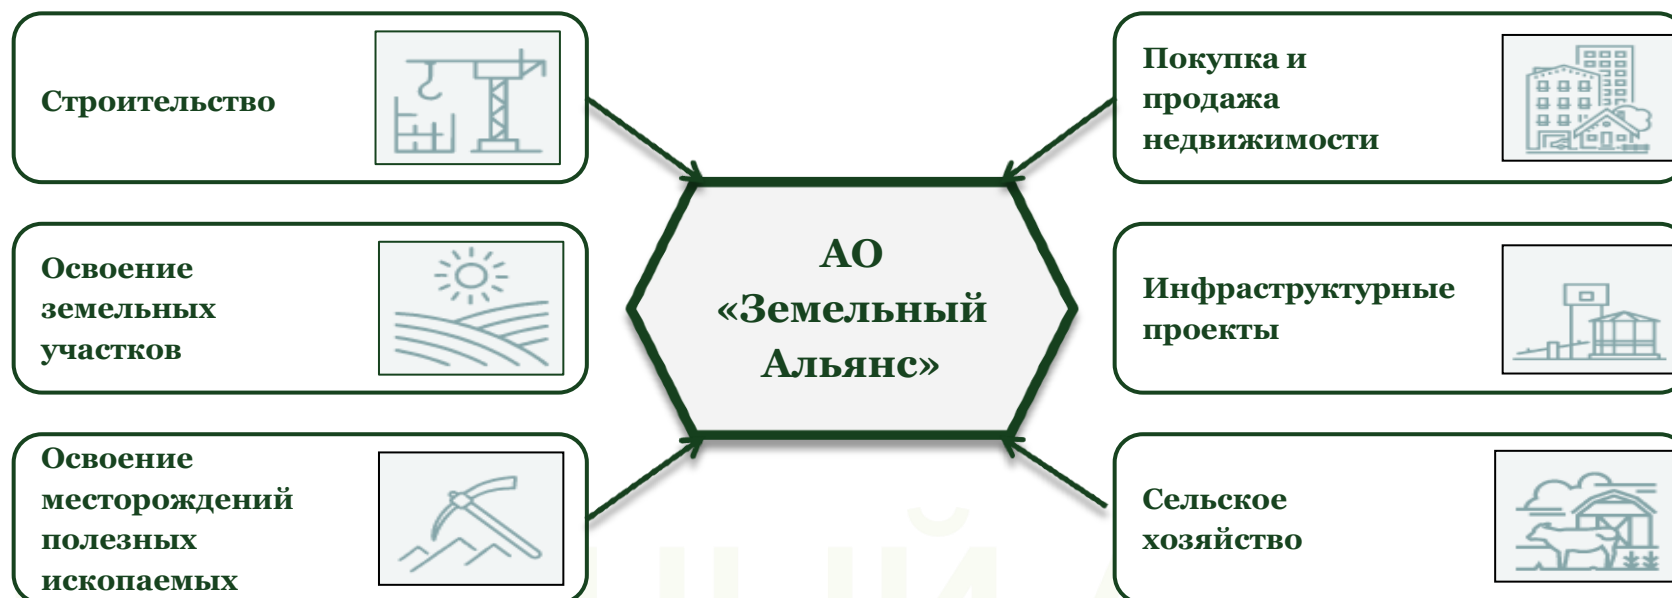 Строительство
Освоение
земельных
участков
Освоение
месторождений
полезных
ископаемых
АО
«Земельный
Альянс»
Покупка и
продажа
недвижимости
Инфраструктурные
проекты
Сельское
хозяйство